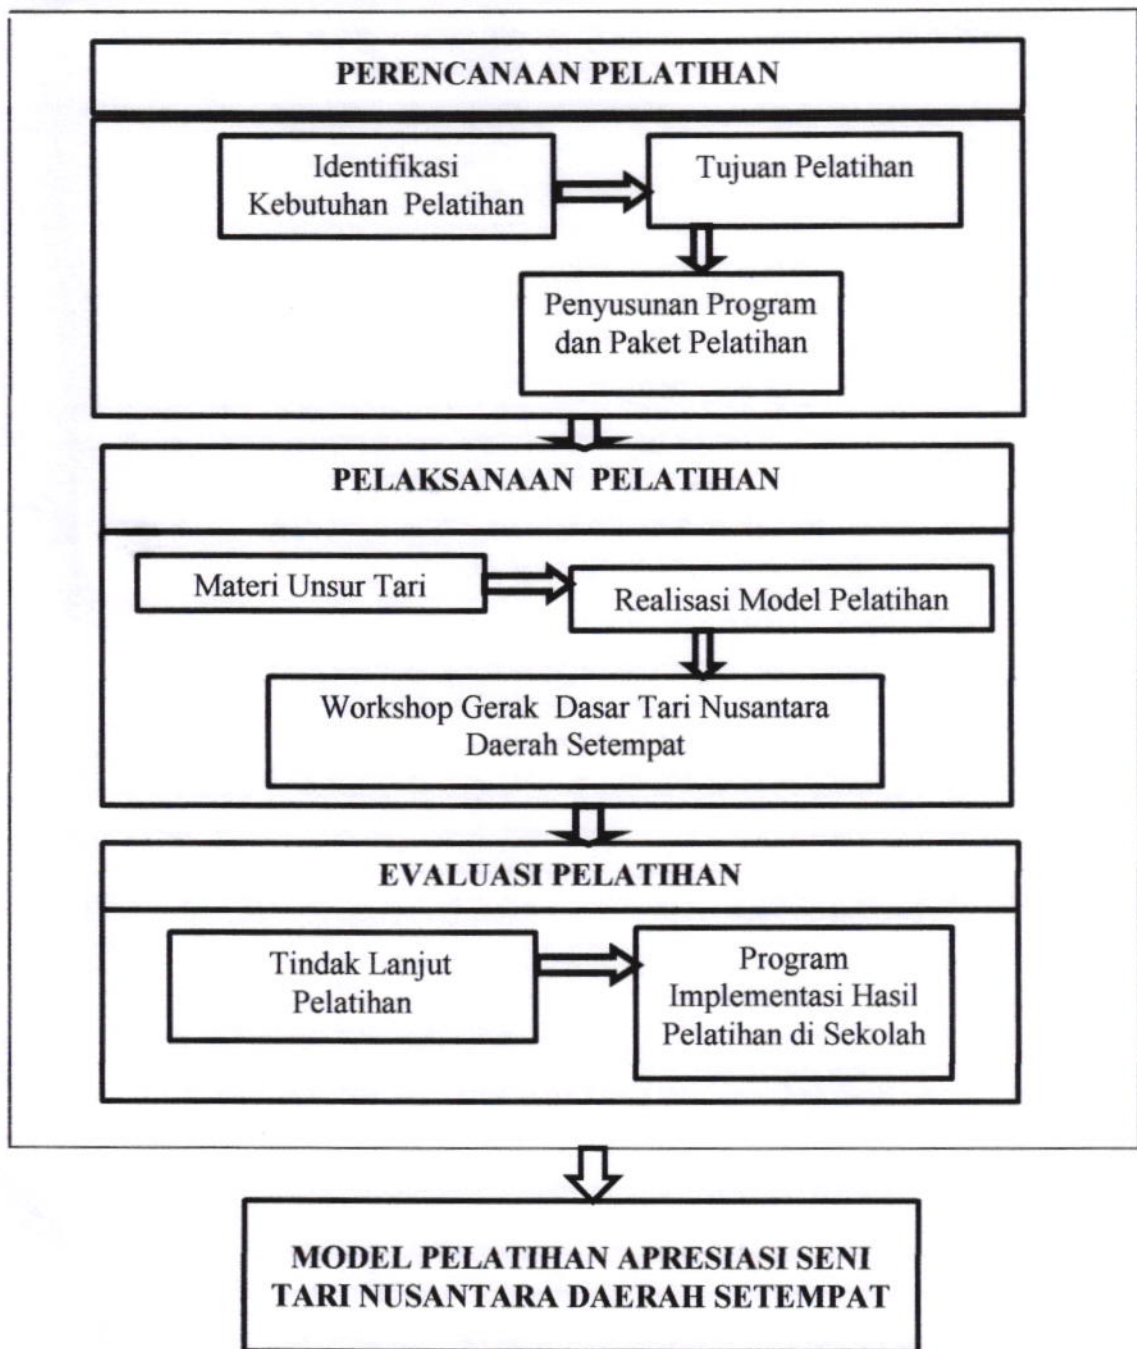 PERENCANAAN PELATIHAN
Identifikasi
Kebutuhan Pelatihan
Tujuan Pelatihan
Penyusunan Program
dan Paket Pelatihan
PELAKSANAAN PELATIHAN
Materi Unsur Tari
Realisasi Model Pelatihan
Workshop Gerak Dasar Tari Nusantara
Daerah Setempat
EVALUASI PELATIHAN
Tindak Lanjut
Pelatihan
Program
Implementasi Hasil
Pelatihan di Sekolah
MODEL PELATIHAN APRESIASI SENI
TARI NUSANTARA DAERAH SETEMPAT